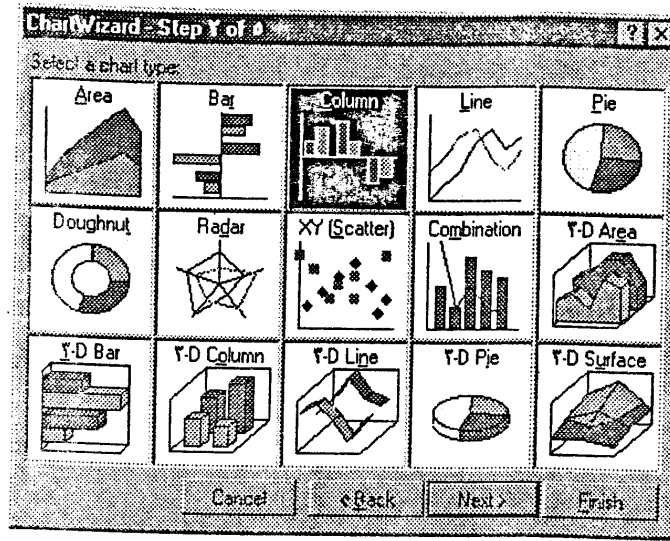 ChartWizard - Step ۲ of ۵
Select a chart type:
Area Bar Column Line Pie
Doughnut Radar XY (Scatter) Combination ۳-D Area
۳-D Bar ۳-D Column ۳-D Line ۳-D Pie ۳-D Surface
Cancel < Back Next > Finish